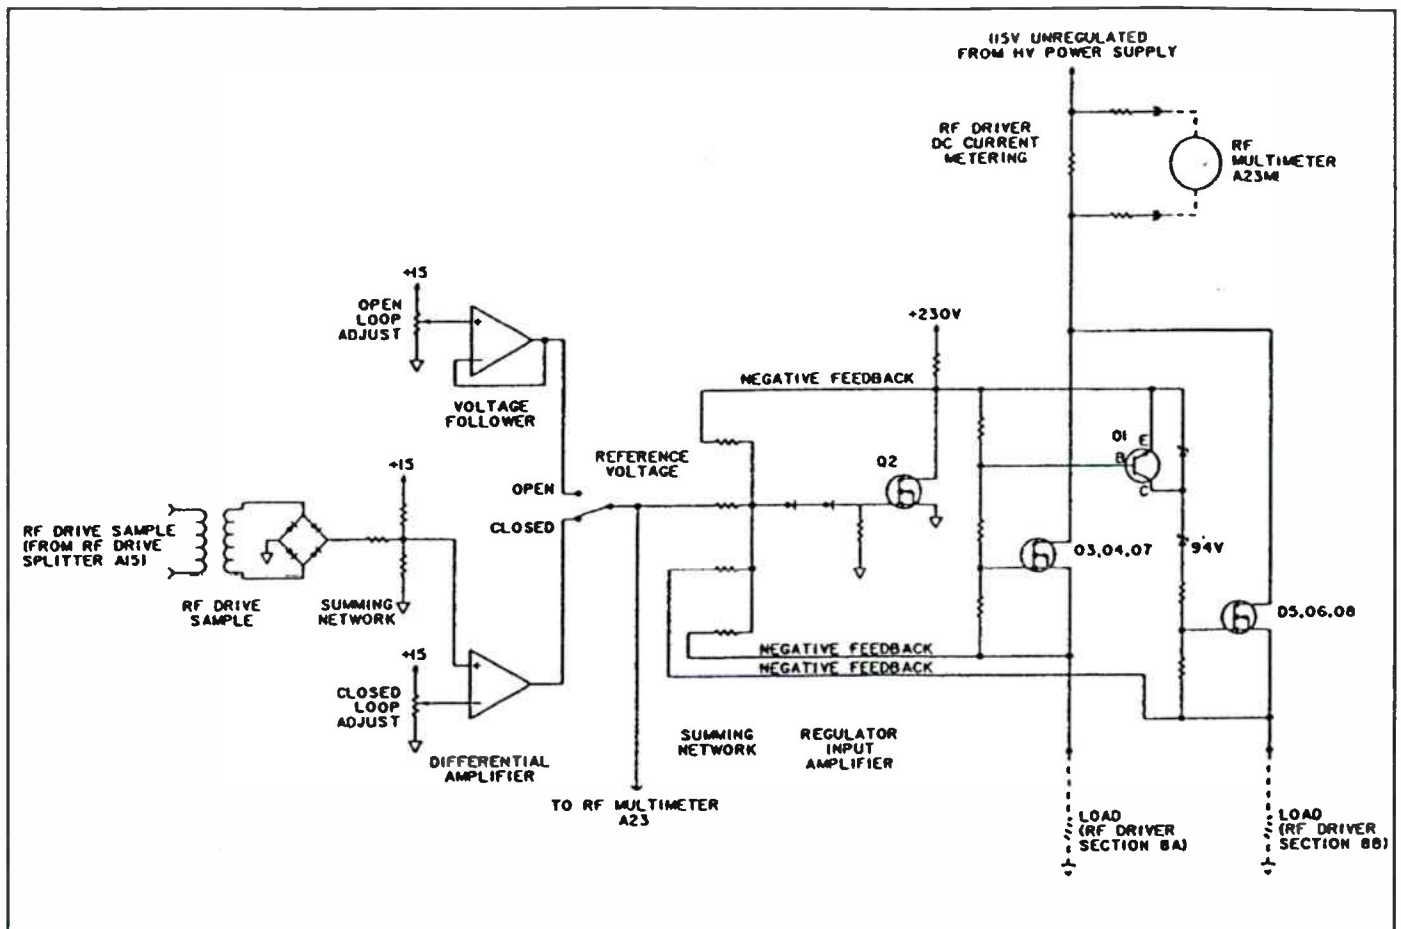 115V UNREGULATED
FROM HV POWER SUPPLY
RF DRIVER
DC CURRENT
METERING
RF
MULTIMETER
A23M1
+15
OPEN
LOOP
ADJUST
+
-
VOLTAGE
FOLLOWER
+230V
NEGATIVE FEEDBACK
Q1
E
B
C
Q2
REFERENCE
VOLTAGE
OPEN
CLOSED
+15
RF DRIVE SAMPLE
(FROM RF DRIVE
SPLITTER A15)
RF DRIVE
SAMPLE
SUMMING
NETWORK
Q3,Q4,Q7
94V
Q5,Q6,Q8
+15
CLOSED
LOOP
ADJUST
+
-
DIFFERENTIAL
AMPLIFIER
NEGATIVE FEEDBACK
NEGATIVE FEEDBACK
SUMMING
NETWORK
REGULATOR
INPUT
AMPLIFIER
TO RF MULTIMETER
A23
LOAD
(RF DRIVER
SECTION 8A)
LOAD
(RF DRIVER
SECTION 8B)